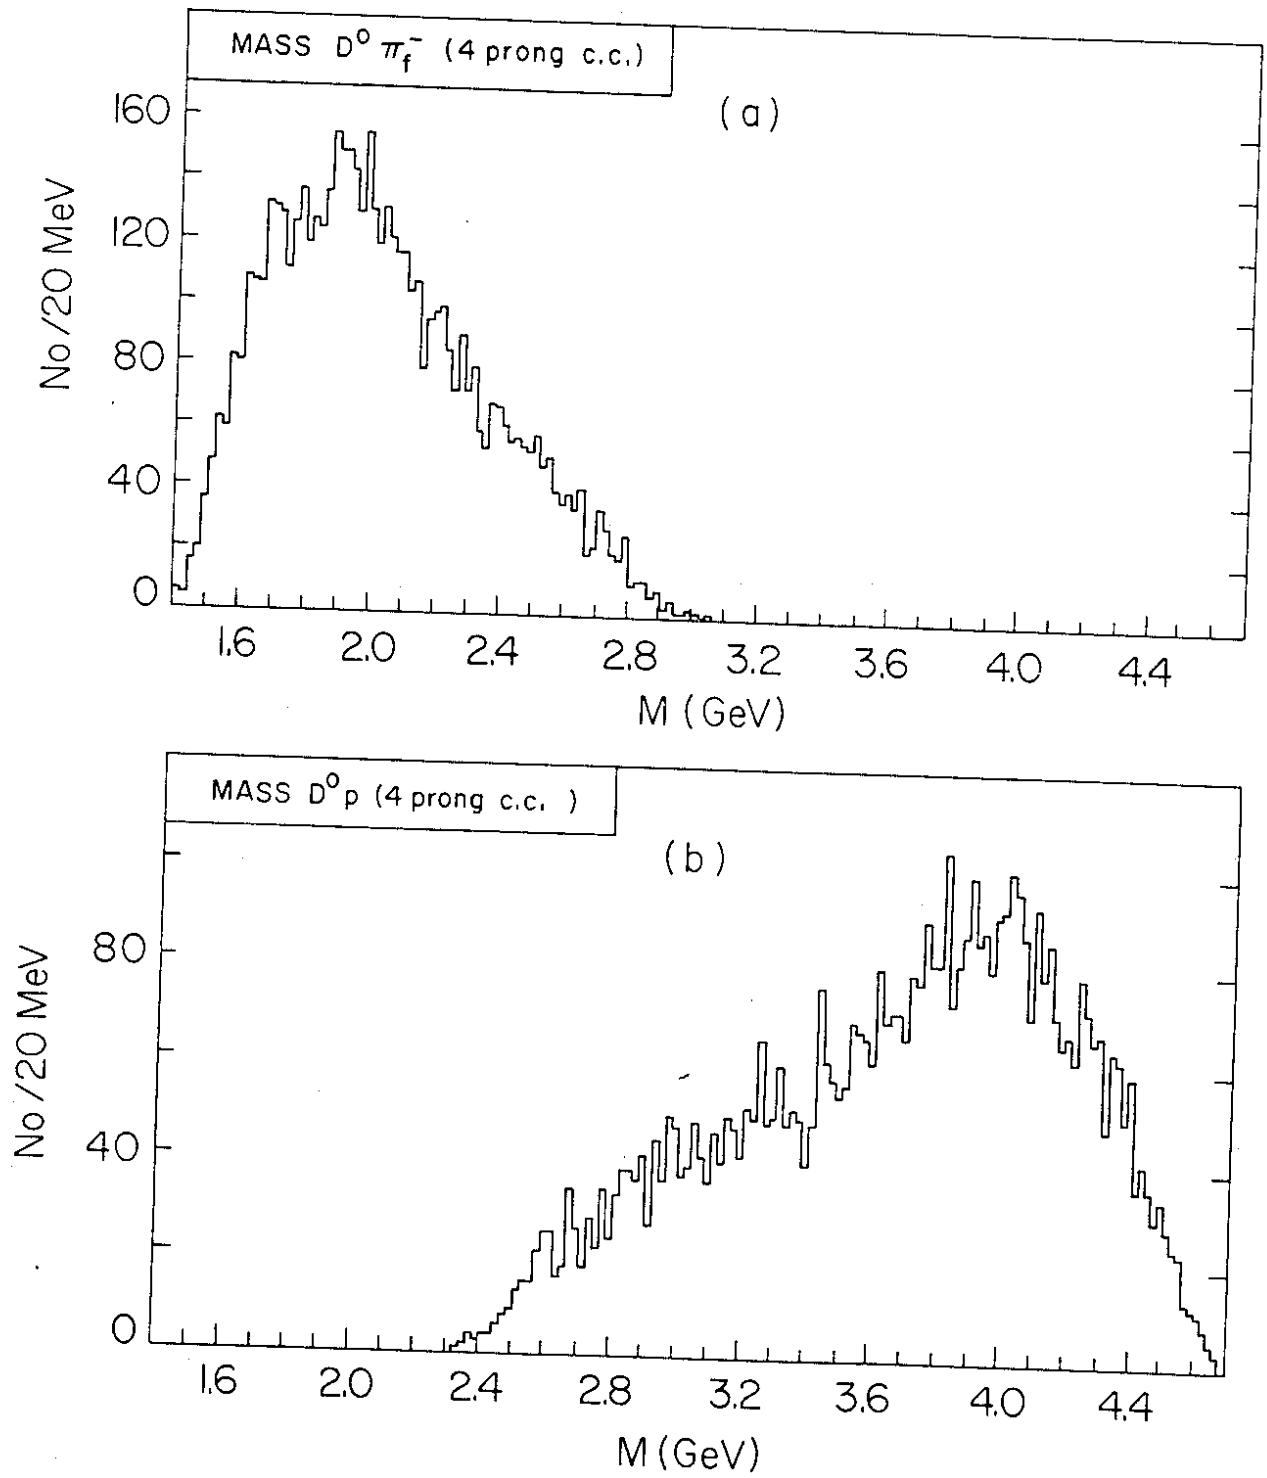 MASS D⁰ π_f⁻ (4 prong c.c.)
(a)
160
120
80
40
0
No/20 MeV
1.6 2.0 2.4 2.8 3.2 3.6 4.0 4.4
M (GeV)
MASS D⁰p (4 prong c.c. )
(b)
80
40
0
No/20 MeV
1.6 2.0 2.4 2.8 3.2 3.6 4.0 4.4
M (GeV)